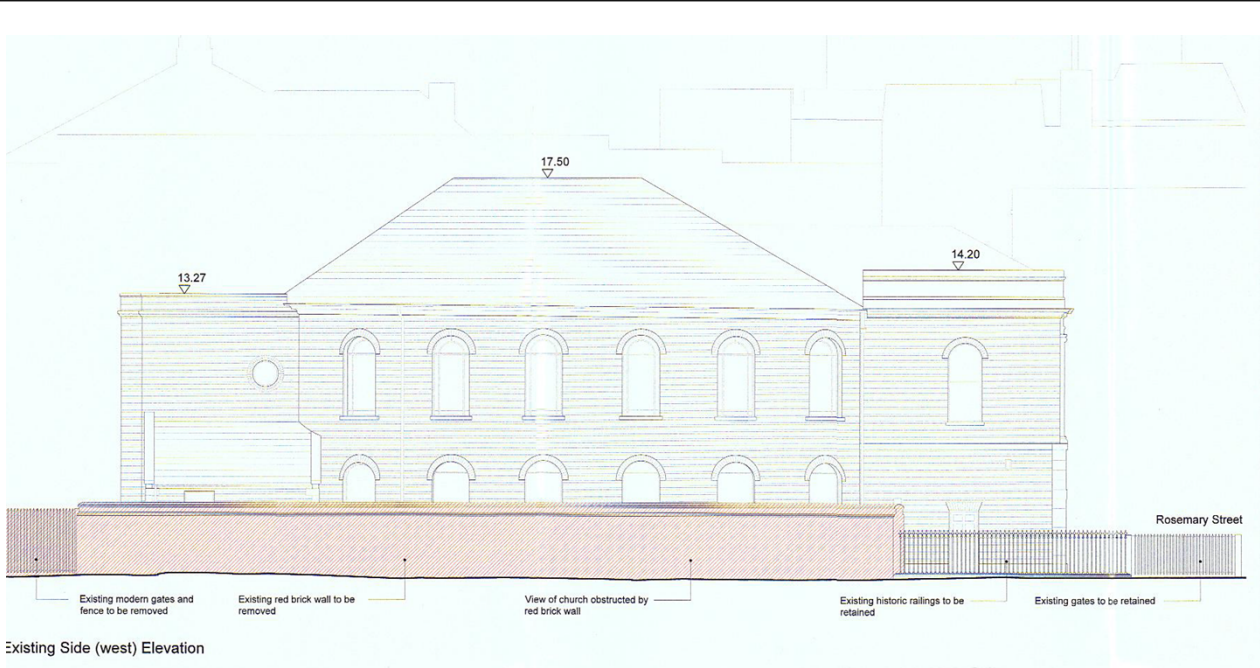 17.50
14.20
13.27
Rosemary Street
Existing modern gates and
fence to be removed
Existing red brick wall to be
removed
View of church obstructed by
red brick wall
Existing historic railings to be
retained
Existing gates to be retained
Existing Side (west) Elevation